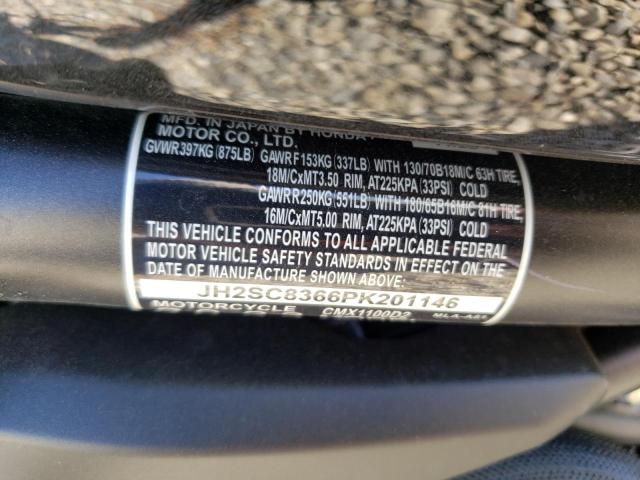 MFD. IN JAPAN BY HONDA
MOTOR CO., LTD.
GVWR397KG (875LB) GAWR F153KG (337LB) WITH 130/70B18M/C 63H TIRE,
18M/CxMT3.50 RIM, AT225KPA (33PSI) COLD
GAWR R250KG (551LB) WITH 180/65B16M/C 81H TIRE,
16M/CxMT5.00 RIM, AT225KPA (33PSI) COLD
THIS VEHICLE CONFORMS TO ALL APPLICABLE FEDERAL
MOTOR VEHICLE SAFETY STANDARDS IN EFFECT ON THE
DATE OF MANUFACTURE SHOWN ABOVE.
JH2SC8366PK201146
MOTORCYCLE CMX1100D2